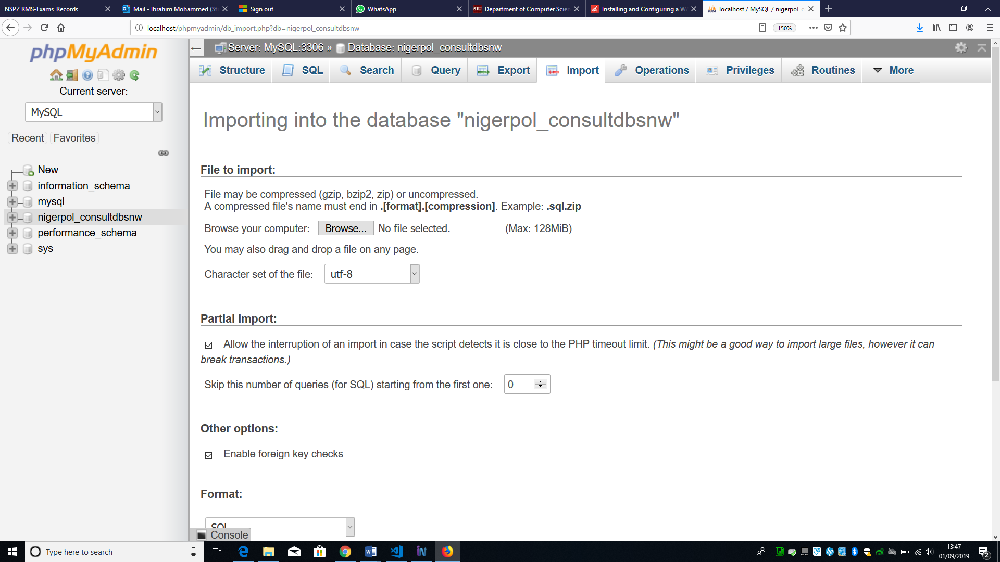 NSPZ RMS-Exams_Records
Mail - Ibrahim Mohammed (St
Sign out
WhatsApp
SIU Department of Computer Scien
d Installing and Configuring a W
PMA localhost / MySQL / nigerpol_c
localhost/phpmyadmin/db_import.php?db=nigerpol_consultdbsnw
150%
phpMyAdmin
Current server:
MySQL
Recent Favorites
New
information_schema
mysql
nigerpol_consultdbsnw
performance_schema
sys
← Server: MySQL:3306 » Database: nigerpol_consultdbsnw
Structure SQL Search Query Export Import Operations Privileges Routines More
Importing into the database "nigerpol_consultdbsnw"
File to import:
File may be compressed (gzip, bzip2, zip) or uncompressed.
A compressed file's name must end in .[format].[compression]. Example: .sql.zip
Browse your computer: Browse... No file selected. (Max: 128MiB)
You may also drag and drop a file on any page.
Character set of the file: utf-8
Partial import:
Allow the interruption of an import in case the script detects it is close to the PHP timeout limit. (This might be a good way to import large files, however it can
break transactions.)
Skip this number of queries (for SQL) starting from the first one: 0
Other options:
Enable foreign key checks
Format:
SQL
Console
Type here to search
13:47
01/09/2019
2